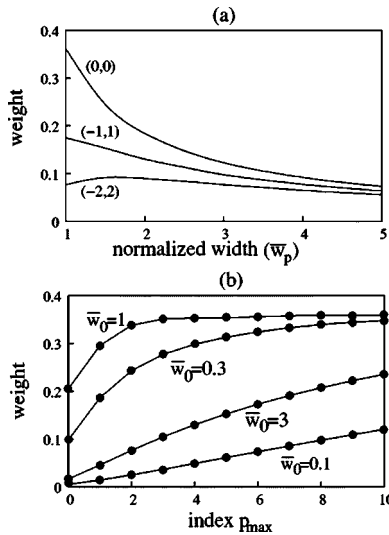 (a)
0.4
0.3
0.2
0.1
0
weight
(0,0)
(-1,1)
(-2,2)
1
2
3
4
5
normalized width (w̅ₚ)
(b)
0.4
0.3
0.2
0.1
0
weight
w̅₀=1
w̅₀=0.3
w̅₀=3
w̅₀=0.1
0
2
4
6
8
10
index pₘₐₓ